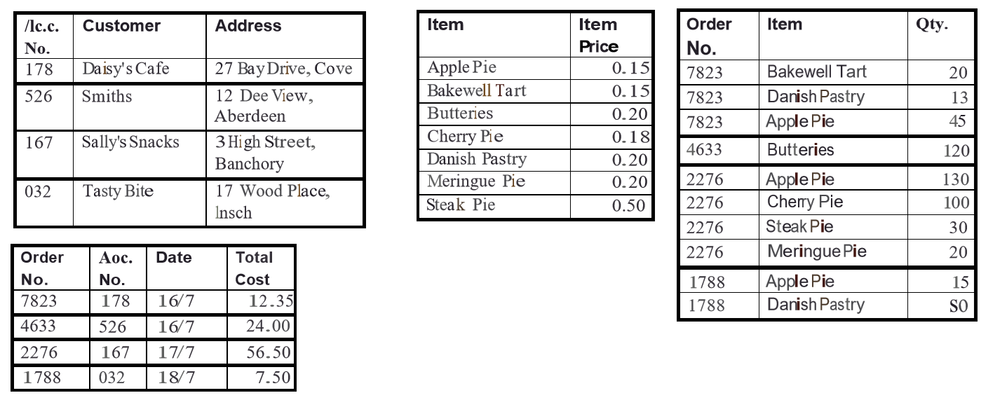 /lc.c. Customer Address
No.
178 Daisy's Cafe 27 Bay Drive, Cove
526 Smiths 12 Dee View,
Aberdeen
167 Sally's Snacks 3 High Street,
Banchory
032 Tasty Bite 17 Wood Place,
lnsch
Order Aoc. Date Total
No. No. Cost
7823 178 16/7 12.35
4633 526 16/7 24.00
2276 167 17/7 56.50
1788 032 18/7 7.50
Item Item
Price
Apple Pie 0.15
Bakewell Tart 0.15
Butteries 0.20
Cherry Pie 0.18
Danish Pastry 0.20
Meringue Pie 0.20
Steak Pie 0.50
Order Item Qty.
No.
7823 Bakewell Tart 20
7823 Danish Pastry 13
7823 Apple Pie 45
4633 Butteries 120
2276 Apple Pie 130
2276 Cherry Pie 100
2276 Steak Pie 30
2276 Meringue Pie 20
1788 Apple Pie 15
1788 Danish Pastry S0